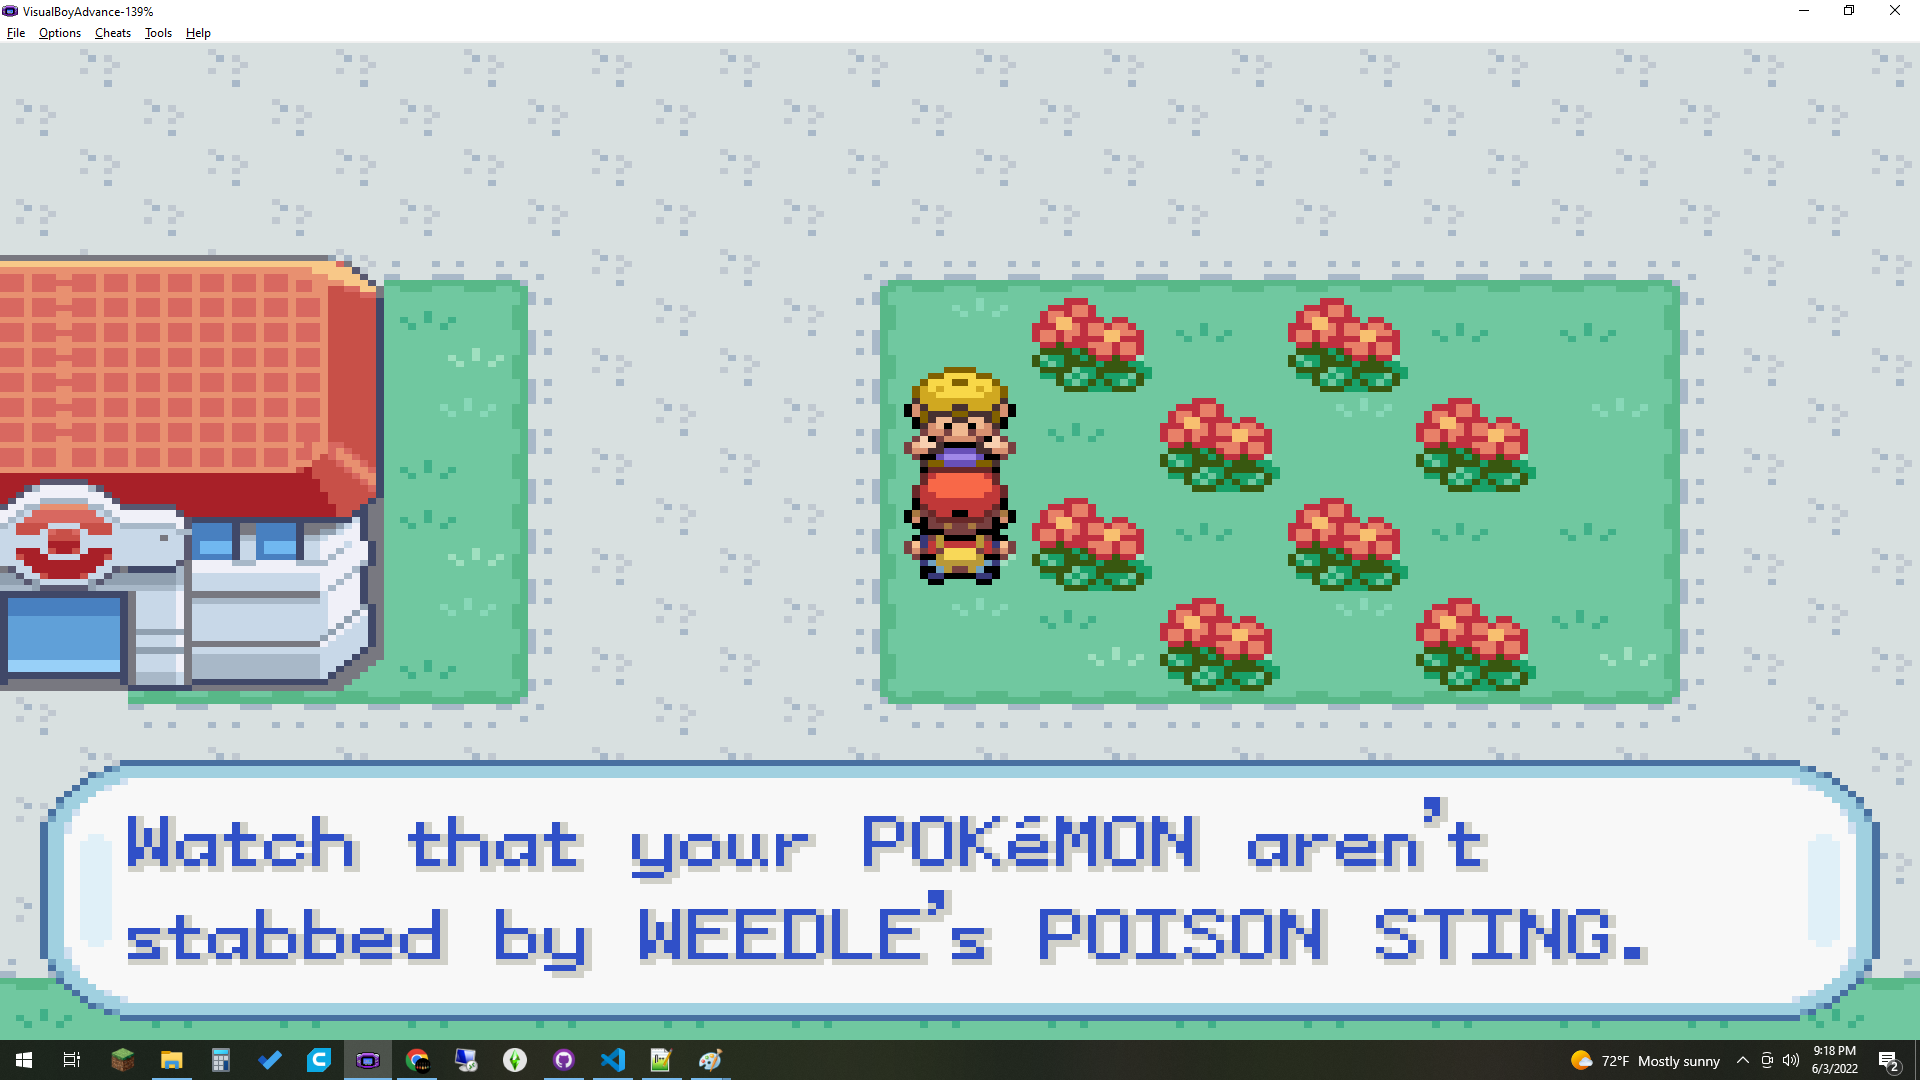 VisualBoyAdvance-139%
File Options Cheats Tools Help
Watch that your POKéMON aren't
stabbed by WEEDLE's POISON STING.
72°F Mostly sunny
9:18 PM
6/3/2022
2